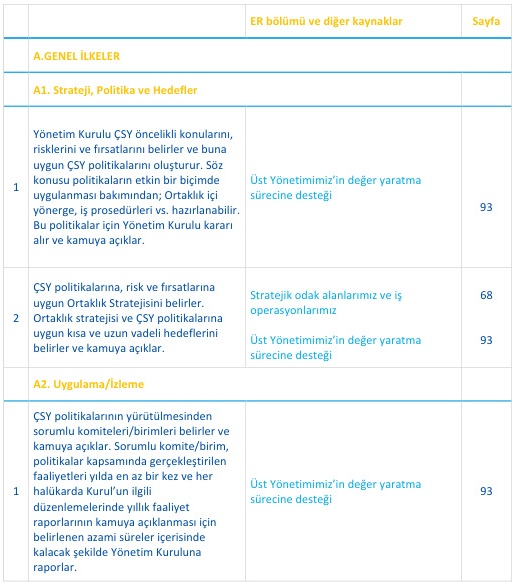 ER bölümü ve diğer kaynaklar Sayfa
A.GENEL İLKELER
A1. Strateji, Politika ve Hedefler
1
Yönetim Kurulu ÇSY öncelikli konularını,
risklerini ve fırsatlarını belirler ve buna
uygun ÇSY politikalarını oluşturur. Söz
konusu politikaların etkin bir biçimde
uygulanması bakımından; Ortaklık içi
yönerge, iş prosedürleri vs. hazırlanabilir.
Bu politikalar için Yönetim Kurulu kararı
alır ve kamuya açıklar.
Üst Yönetimimiz’in değer yaratma
sürecine desteği
93
2
ÇSY politikalarına, risk ve fırsatlarına
uygun Ortaklık Stratejisini belirler.
Ortaklık stratejisi ve ÇSY politikalarına
uygun kısa ve uzun vadeli hedeflerini
belirler ve kamuya açıklar.
Stratejik odak alanlarımız ve iş
operasyonlarımız
68
Üst Yönetimimiz’in değer yaratma
sürecine desteği
93
A2. Uygulama/İzleme
1
ÇSY politikalarının yürütülmesinden
sorumlu komiteleri/birimleri belirler ve
kamuya açıklar. Sorumlu komite/birim,
politikalar kapsamında gerçekleştirilen
faaliyetleri yılda en az bir kez ve her
halükarda Kurul’un ilgili
düzenlemelerinde yıllık faaliyet
raporlarının kamuya açıklanması için
belirlenen azami süreler içerisinde
kalacak şekilde Yönetim Kuruluna
raporlar.
Üst Yönetimimiz’in değer yaratma
sürecine desteği
93